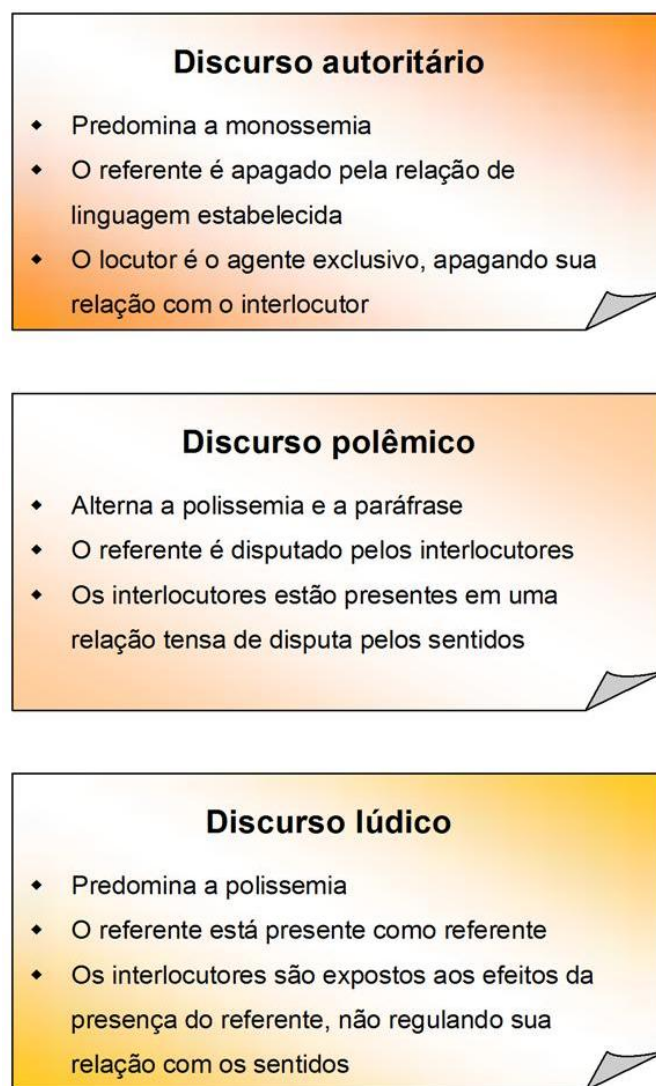 Discurso autoritário
◆ Predomina a monossemia
◆ O referente é apagado pela relação de
linguagem estabelecida
◆ O locutor é o agente exclusivo, apagando sua
relação com o interlocutor
Discurso polêmico
◆ Alterna a polissemia e a paráfrase
◆ O referente é disputado pelos interlocutores
◆ Os interlocutores estão presentes em uma
relação tensa de disputa pelos sentidos
Discurso lúdico
◆ Predomina a polissemia
◆ O referente está presente como referente
◆ Os interlocutores são expostos aos efeitos da
presença do referente, não regulando sua
relação com os sentidos